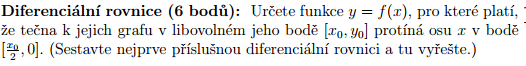 Diferenciální rovnice (6 bodů): Určete funkce y = f(x), pro které platí,
že tečna k jejich grafu v libovolném jeho bodě [x₀, y₀] protíná osu x v bodě
[x₀/2, 0]. (Sestavte nejprve příslušnou diferenciální rovnici a tu vyřešte.)